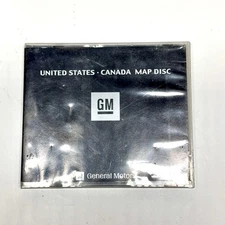 UNITED STATES · CANADA MAP DISC
GM
General Motors